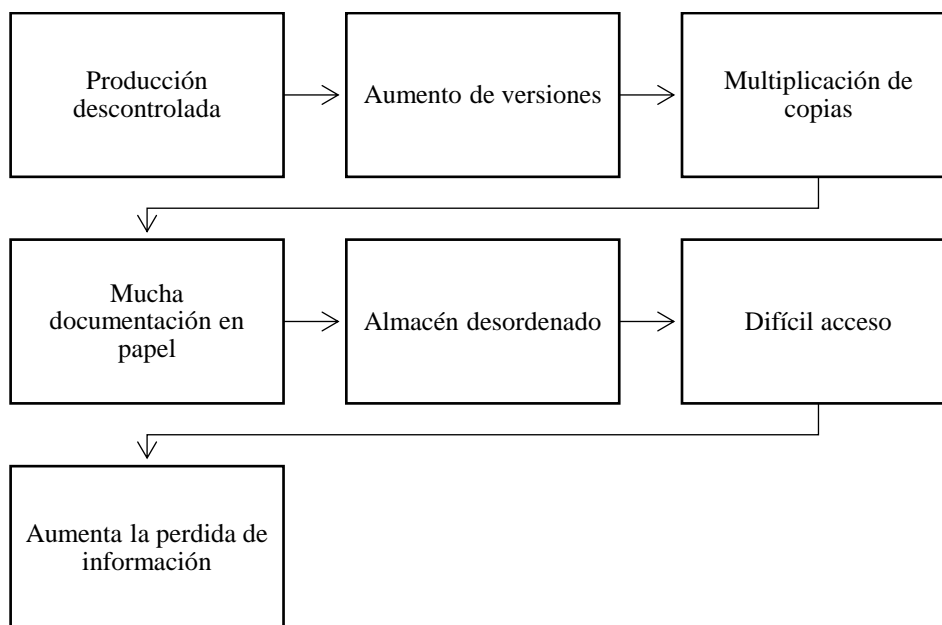 Producción
descontrolada
Aumento de versiones
Multiplicación de
copias
Mucha
documentación en
papel
Almacén desordenado
Difícil acceso
Aumenta la perdida de
información